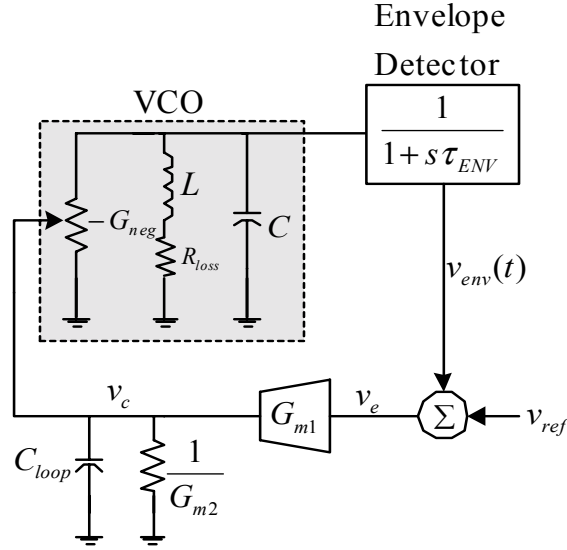 Envelope
Detector
VCO
1
1 + sτ_ENV
L
− G_neg
C
R_loss
v_env(t)
v_c
G_m1
v_e
Σ
v_ref
C_loop
1
G_m2